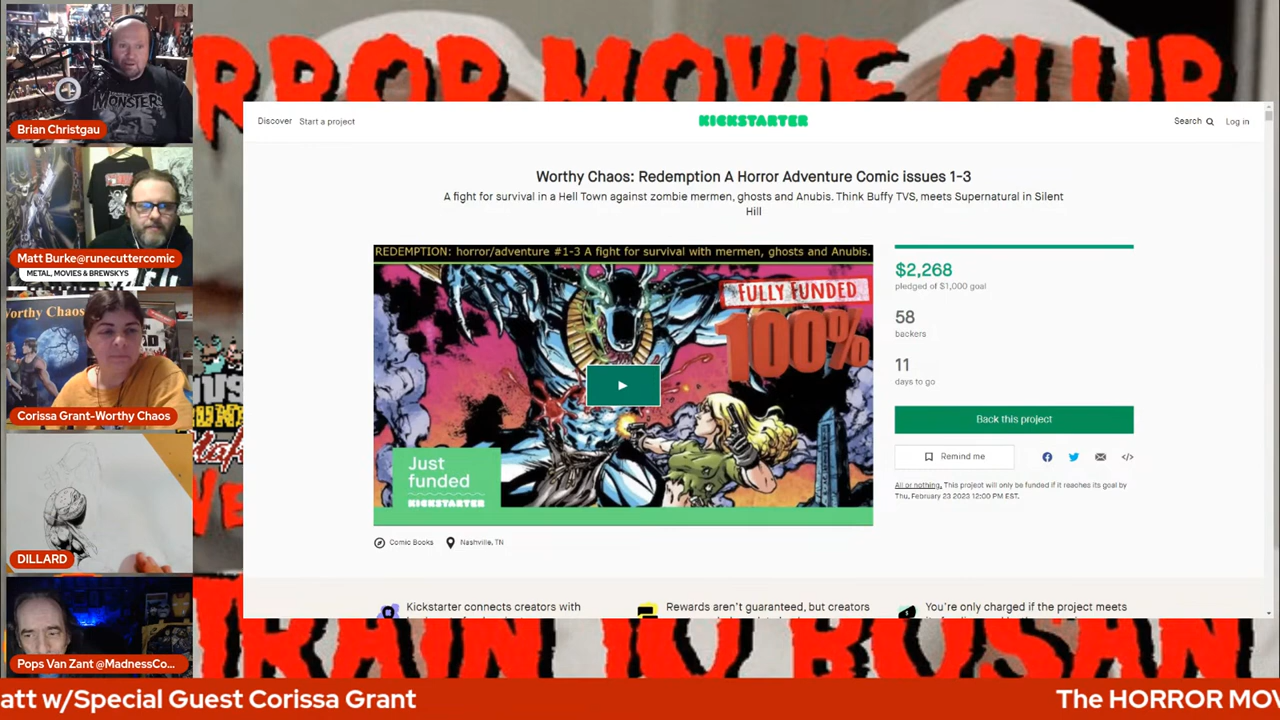 RROR MOVIE CLUB
MONSTERS
Brian Christgau
Matt Burke@runecuttercomic
METAL, MOVIES & BREWSKYS
Corissa Grant-Worthy Chaos
DILLARD
Pops Van Zant @MadnessCo...
Discover Start a project
KICKSTARTER
Search Log in
Worthy Chaos: Redemption A Horror Adventure Comic issues 1-3
A fight for survival in a Hell Town against zombie mermen, ghosts and Anubis. Think Buffy TVS, meets Supernatural in Silent
Hill
REDEMPTION: horror/adventure #1-3 A fight for survival with mermen, ghosts and Anubis.
FULLY FUNDED
100%
Just
funded
KICKSTARTER
$2,268
pledged of $1,000 goal
58
backers
11
days to go
Back this project
Remind me
All or nothing. This project will only be funded if it reaches its goal by
Thu, February 23 2023 12:00 PM EST.
Comic Books Nashville, TN
Kickstarter connects creators with
Rewards aren't guaranteed, but creators
You're only charged if the project meets
TRAIN TO BUSAN
att w/Special Guest Corissa Grant
The HORROR MOV